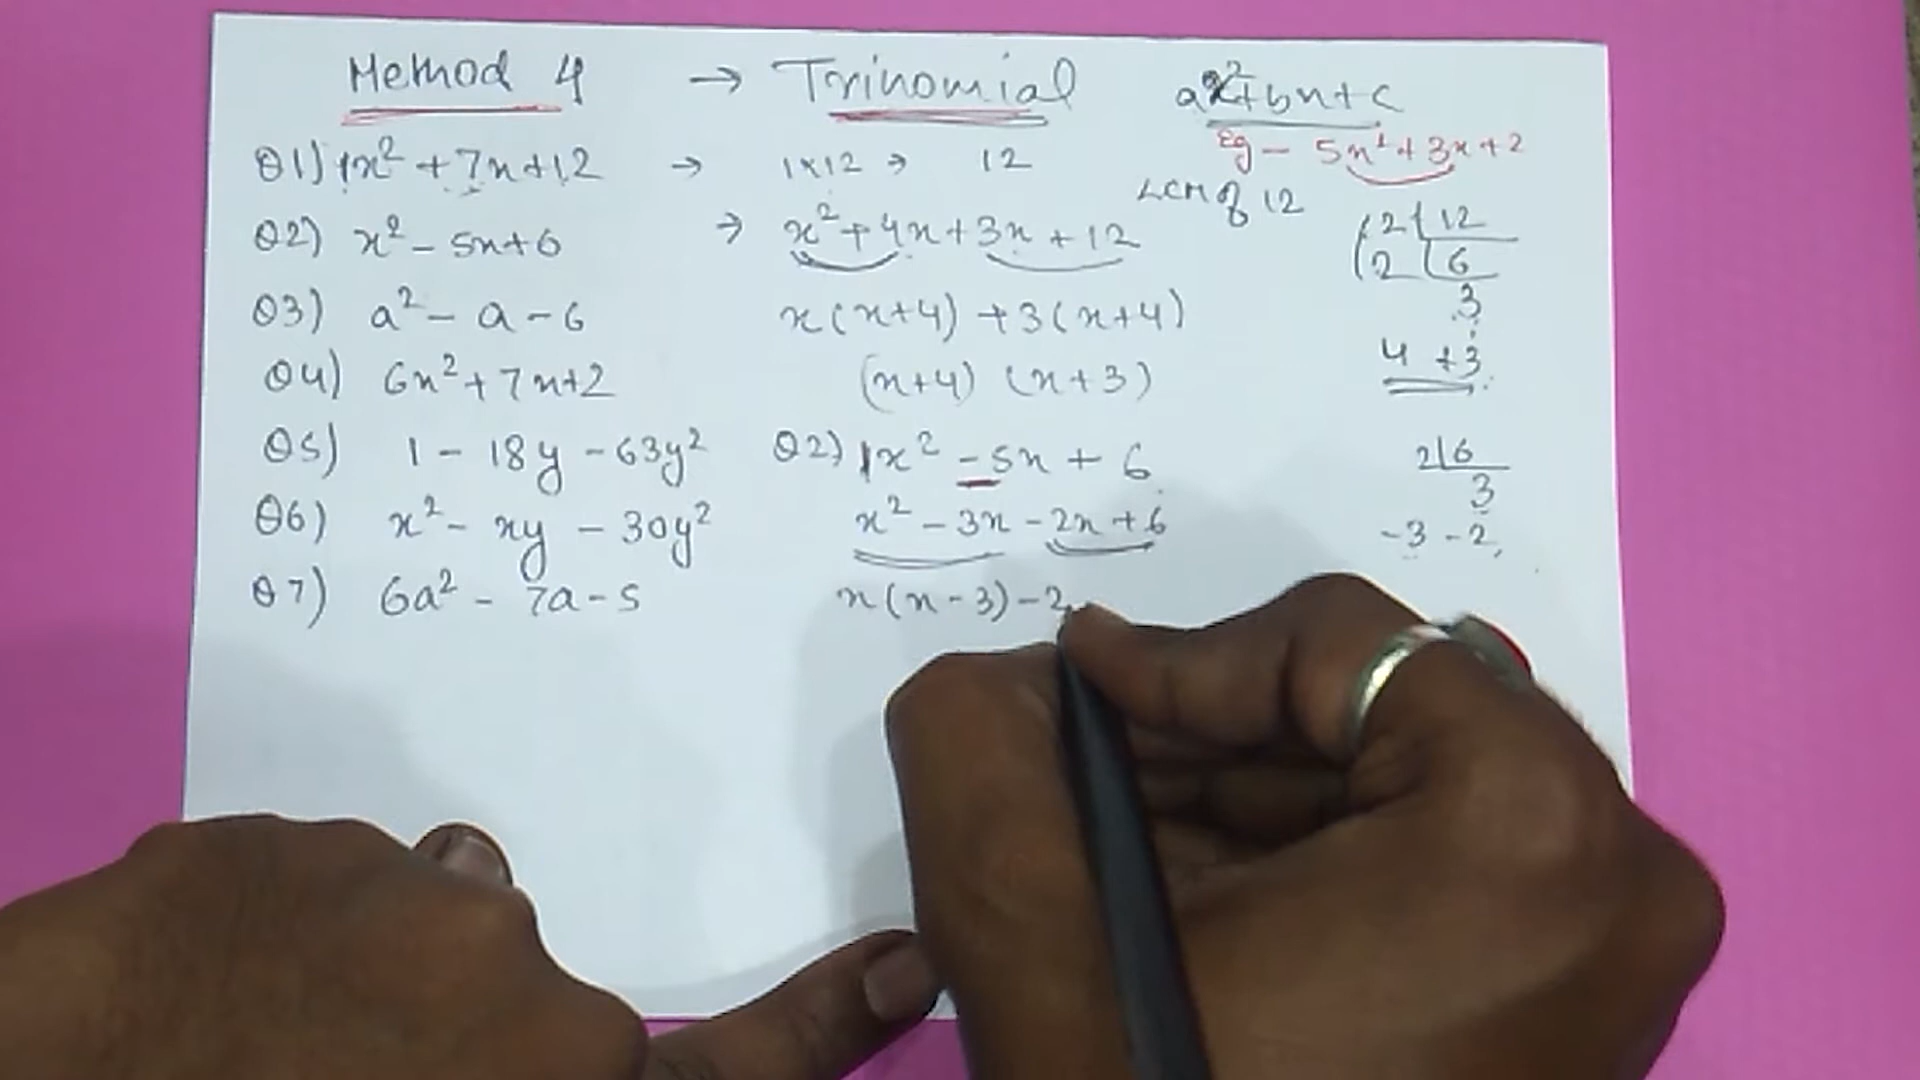 Method 4 → Trinomial ax²+bx+c
Eg - 5x²+3x+2
Q1) 1x²+7x+12 → 1x12 → 12
LCM of 12
Q2) x²-5x+6 → x²+4x+3x+12
2 12
2 6
3
Q3) a²-a-6 x(x+4)+3(x+4)
4 +3
Q4) 6x²+7x+2 (x+4) (x+3)
Q5) 1-18y-63y² Q2) 1x²-5x+6
2 6
3
Q6) x²-xy-30y² x²-3x-2x+6 -3 -2
Q7) 6a²-7a-5 x(x-3)-2